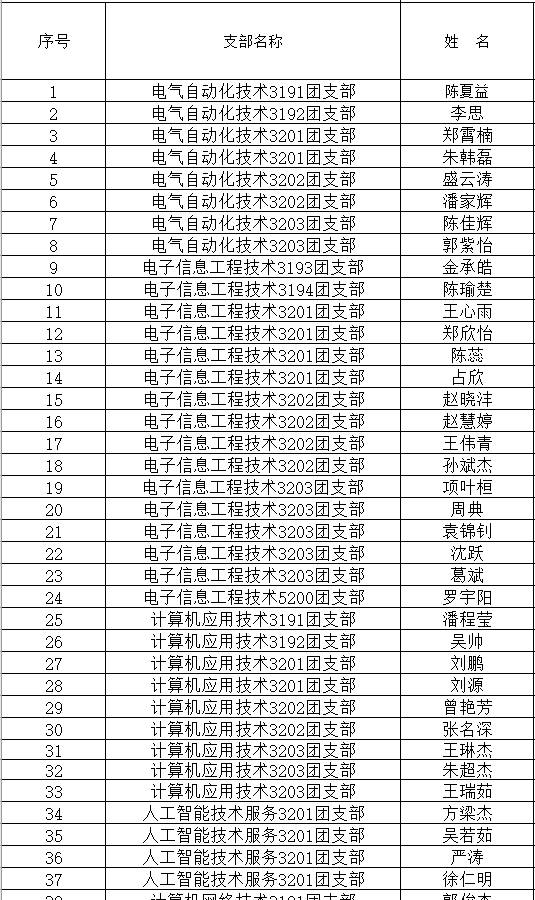 序号 支部名称 姓 名
1 电气自动化技术3191团支部 陈夏益
2 电气自动化技术3192团支部 李思
3 电气自动化技术3201团支部 郑霄楠
4 电气自动化技术3201团支部 朱韩磊
5 电气自动化技术3202团支部 盛云涛
6 电气自动化技术3202团支部 潘家辉
7 电气自动化技术3203团支部 陈佳辉
8 电气自动化技术3203团支部 郭紫怡
9 电子信息工程技术3193团支部 金承皓
10 电子信息工程技术3194团支部 陈瑜楚
11 电子信息工程技术3201团支部 王心雨
12 电子信息工程技术3201团支部 郑欣怡
13 电子信息工程技术3201团支部 陈蕊
14 电子信息工程技术3201团支部 占欣
15 电子信息工程技术3202团支部 赵晓沣
16 电子信息工程技术3202团支部 赵慧婷
17 电子信息工程技术3202团支部 王伟青
18 电子信息工程技术3202团支部 孙斌杰
19 电子信息工程技术3203团支部 项叶桓
20 电子信息工程技术3203团支部 周典
21 电子信息工程技术3203团支部 袁锦钊
22 电子信息工程技术3203团支部 沈跃
23 电子信息工程技术3203团支部 葛斌
24 电子信息工程技术5200团支部 罗宇阳
25 计算机应用技术3191团支部 潘程莹
26 计算机应用技术3192团支部 吴帅
27 计算机应用技术3201团支部 刘鹏
28 计算机应用技术3201团支部 刘源
29 计算机应用技术3202团支部 曾艳芳
30 计算机应用技术3202团支部 张名深
31 计算机应用技术3203团支部 王琳杰
32 计算机应用技术3203团支部 朱超杰
33 计算机应用技术3203团支部 王瑞茹
34 人工智能技术服务3201团支部 方梁杰
35 人工智能技术服务3201团支部 吴若茹
36 人工智能技术服务3201团支部 严涛
37 人工智能技术服务3201团支部 徐仁明